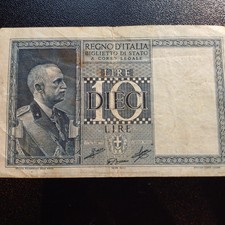 REGNO D'ITALIA
BIGLIETTO DI STATO
A CORSO LEGALE
LIRE
10
DIECI
LIRE